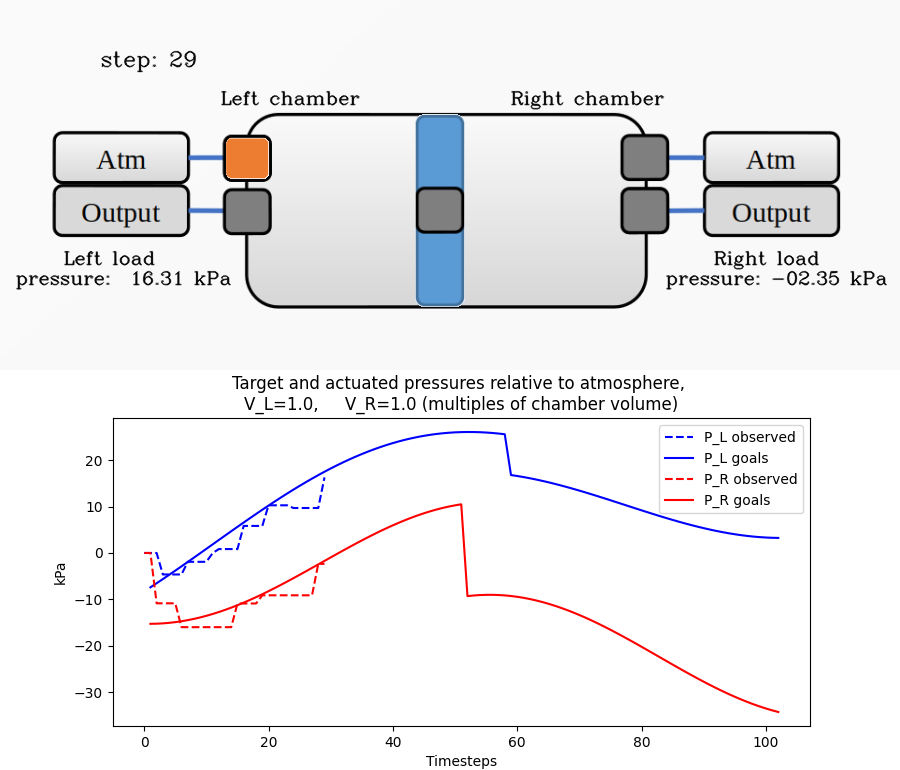 step: 29
Left chamber
Right chamber
Atm
Atm
Output
Output
Left load
pressure: 16.31 kPa
Right load
pressure: -02.35 kPa
Target and actuated pressures relative to atmosphere,
V_L=1.0, V_R=1.0 (multiples of chamber volume)
P_L observed
P_L goals
P_R observed
P_R goals
kPa
20
10
0
−10
−20
−30
0 20 40 60 80 100
Timesteps